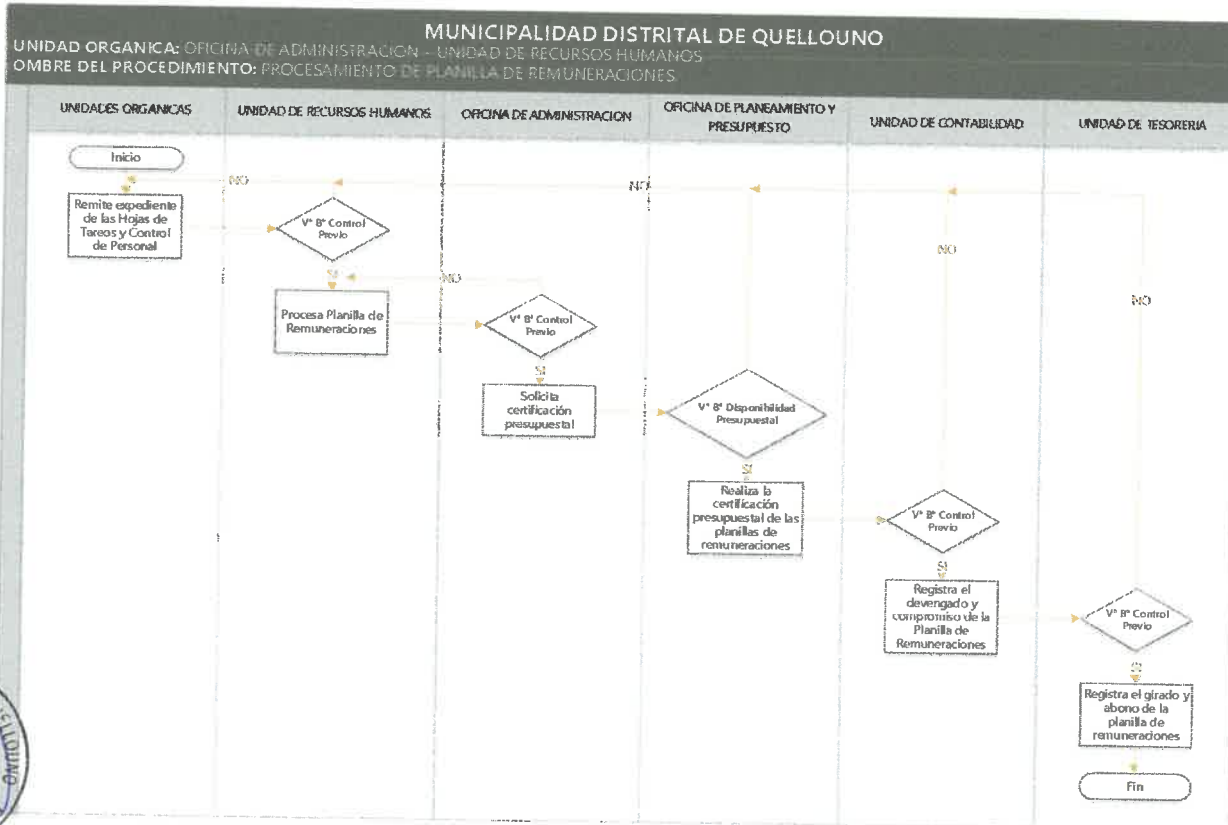 MUNICIPALIDAD DISTRITAL DE QUELLOUNO
UNIDAD ORGANICA: OFICINA DE ADMINISTRACION – UNIDAD DE RECURSOS HUMANOS
OMBRE DEL PROCEDIMIENTO: PROCESAMIENTO DE PLANILLA DE REMUNERACIONES
UNIDADES ORGANICAS
UNIDAD DE RECURSOS HUMANOS
OFICINA DE ADMINISTRACION
OFICINA DE PLANEAMIENTO Y
PRESUPUESTO
UNIDAD DE CONTABILIDAD
UNIDAD DE TESORERIA
Inicio
NO
NO
Remite expediente
de las Hojas de
Tareos y Control
de Personal
V° B° Control
Previo
NO
SI
NO
NO
Procesa Planilla de
Remuneraciones
V° B° Control
Previo
SI
Solicita
certificación
presupuestal
V° B° Disponibilidad
Presupuestal
SI
Realiza la
certificación
presupuestal de las
planillas de
remuneraciones
V° B° Control
Previo
SI
Registra el
devengado y
compromiso de la
Planilla de
Remuneraciones
V° B° Control
Previo
SI
Registra el girado y
abono de la
planilla de
remuneraciones
Fin